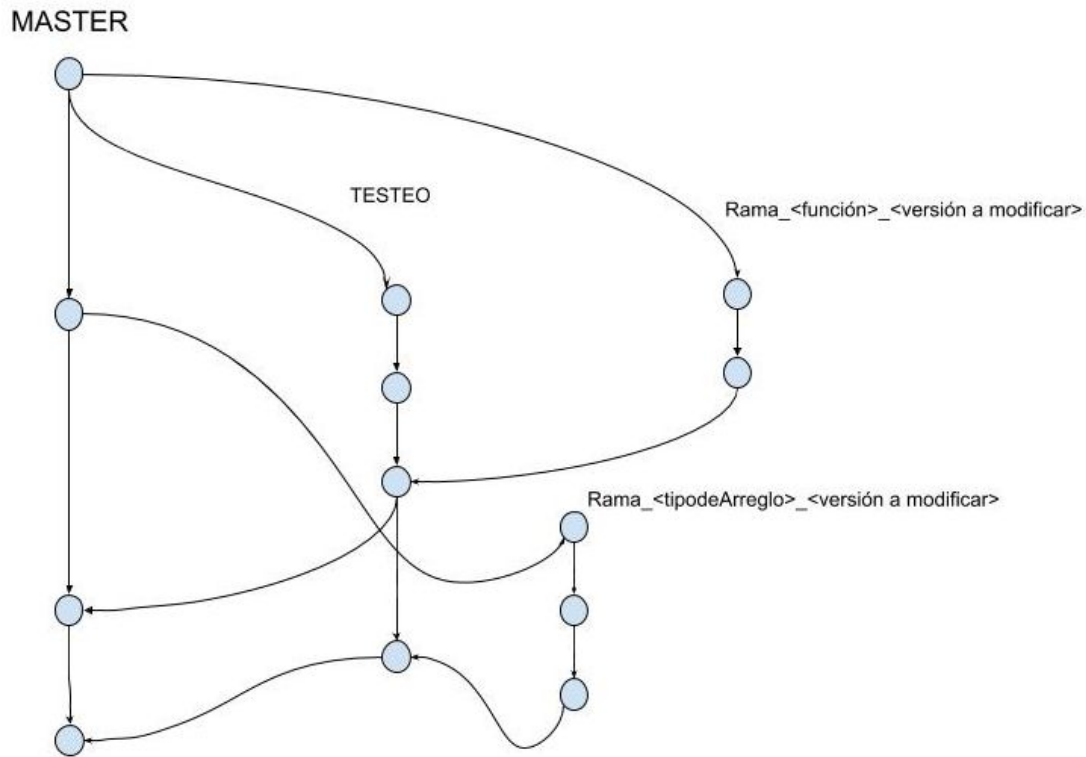 MASTER
TESTEO
Rama_<función>_<versión a modificar>
Rama_<tipodeArreglo>_<versión a modificar>